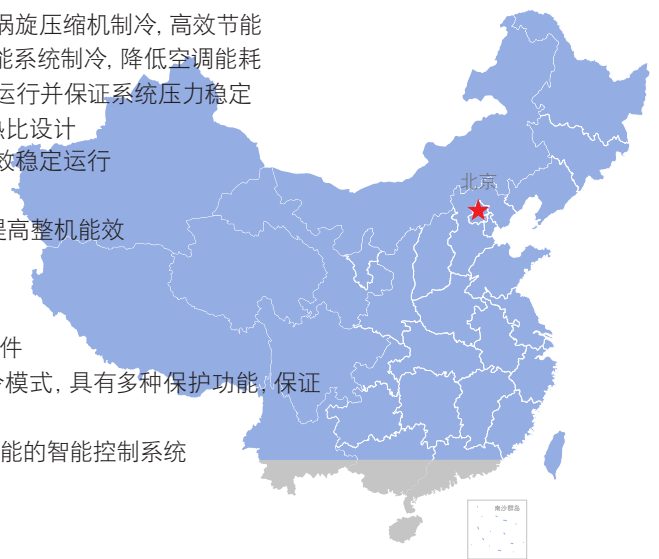 涡旋压缩机制冷, 高效节能
能系统制冷, 降低空调能耗
运行并保证系统压力稳定
热比设计
效稳定运行
北京
提高整机能效
件
冷模式, 具有多种保护功能, 保证
能的智能控制系统
南沙群岛